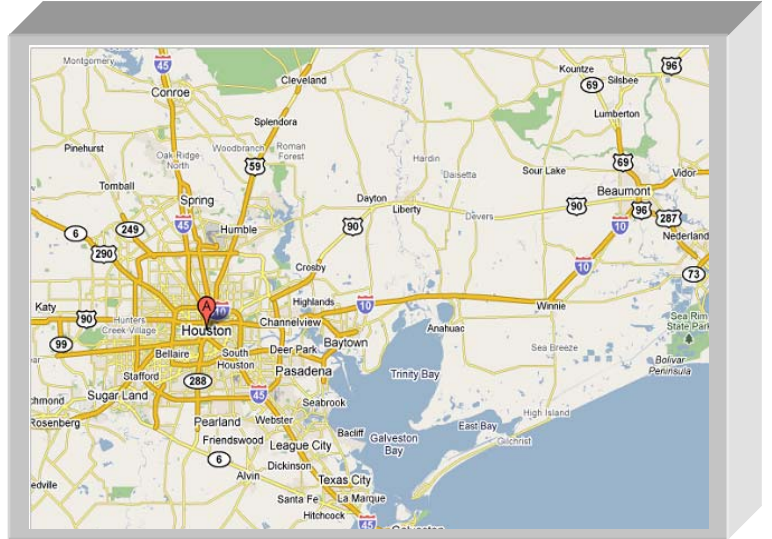 Montgomery
45
Conroe
Cleveland
Kountze
69
Silsbee
96
Lumberton
Splendora
Pinehurst
Oak Ridge
North
Woodbranch
Roman
Forest
59
Hardin
Daisetta
Sour Lake
69
Vidor
Tomball
Spring
Dayton
Liberty
Devers
90
Beaumont
96
287
10
Nederland
6
249
45
Humble
90
290
Crosby
10
73
Katy
90
Hunters
Creek Village
A
10
Houston
Highlands
10
Channelview
Anahuac
Winnie
Sea Rim
State Park
99
Bellaire
South
Houston
Deer Park
Baytown
Sea Breeze
Bolivar
Peninsula
Stafford
288
Pasadena
Trinity Bay
Sugar Land
45
Seabrook
High Island
hmond
Rosenberg
Pearland
Webster
East Bay
Gilchrist
Friendswood
League City
Bacliff
Galveston
Bay
6
Alvin
Dickinson
Texas City
edville
Santa Fe
La Marque
Hitchcock
45
Galveston